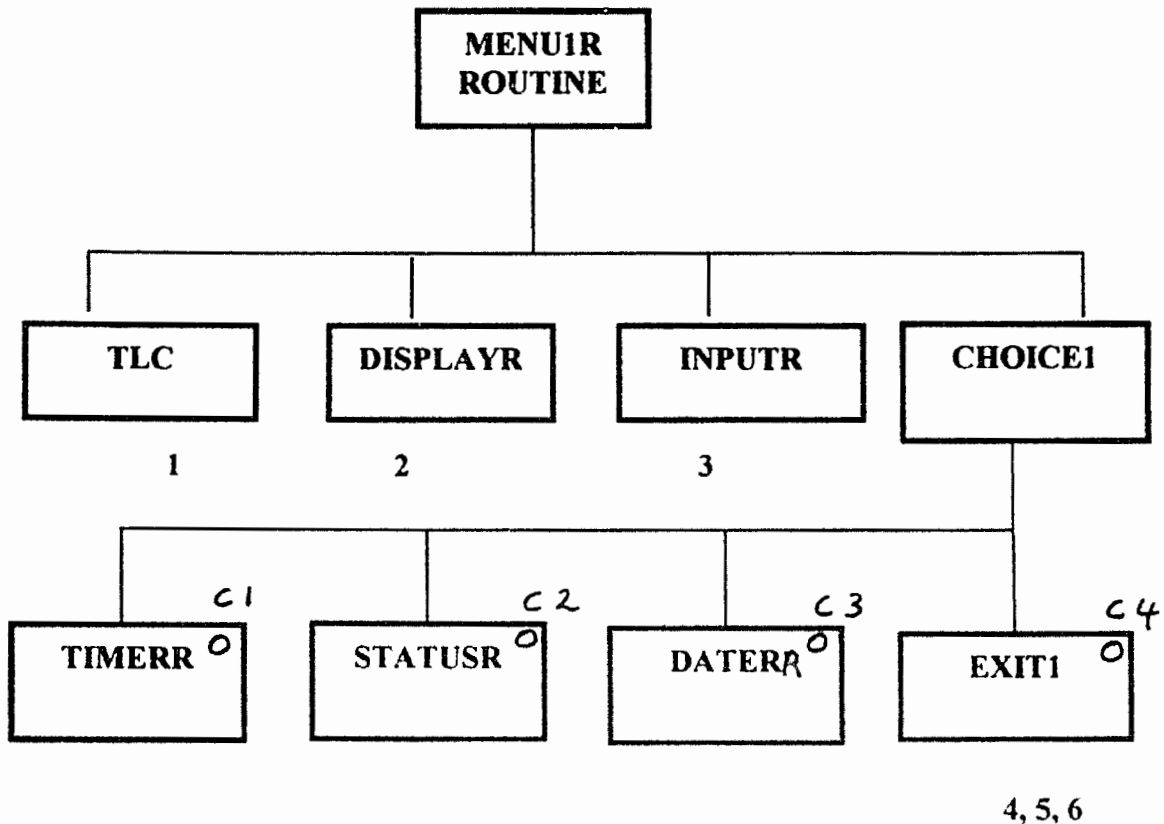 MENU1R
ROUTINE
TLC
DISPLAYR
INPUTR
CHOICE1
1
2
3
C1
C2
C3
C4
TIMERR O
STATUSR O
DATERR O
EXIT1 O
4, 5, 6